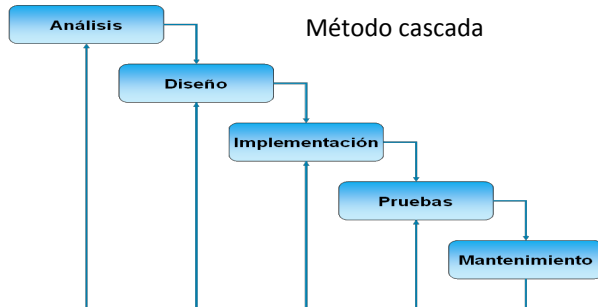 Método cascada
Análisis
Diseño
Implementación
Pruebas
Mantenimiento